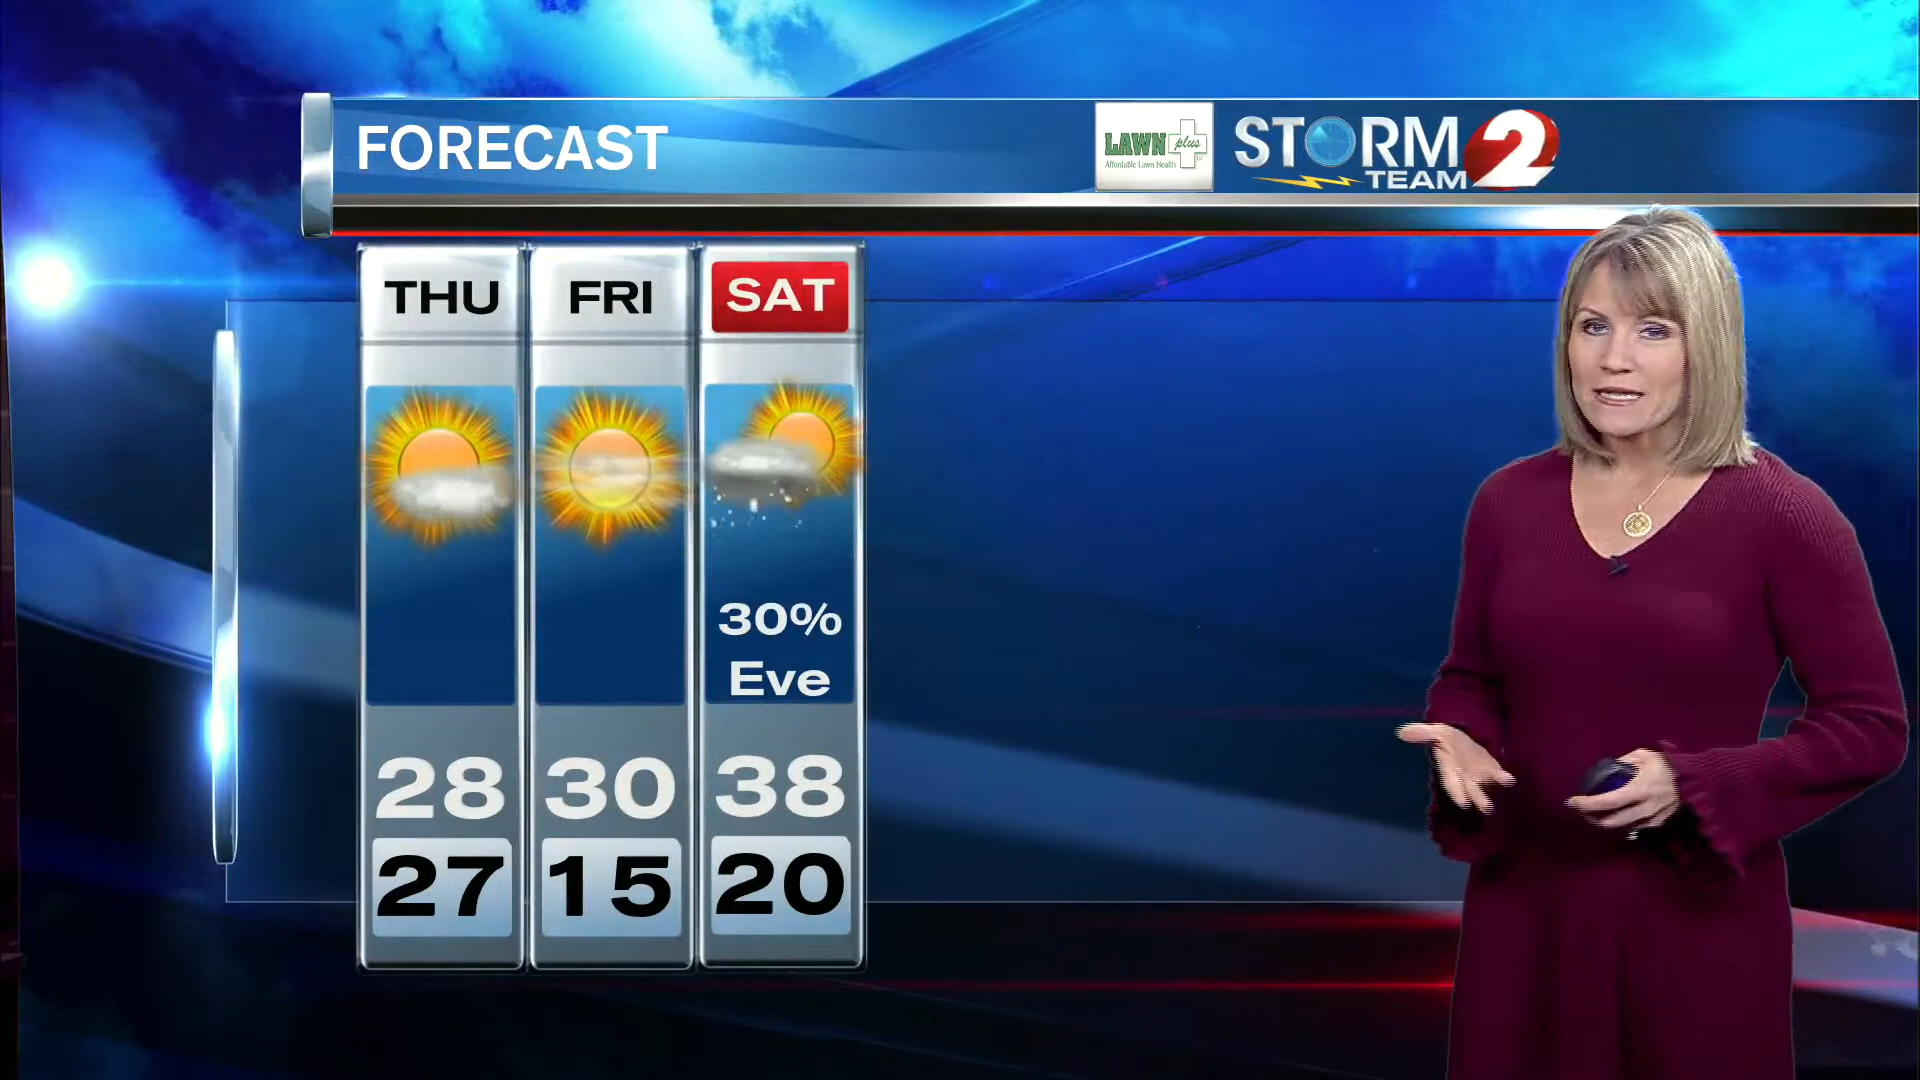 FORECAST
LAWN plus
Affordable Lawn Health
STORM
TEAM 2
THU
FRI
SAT
30%
Eve
28
30
38
27
15
20